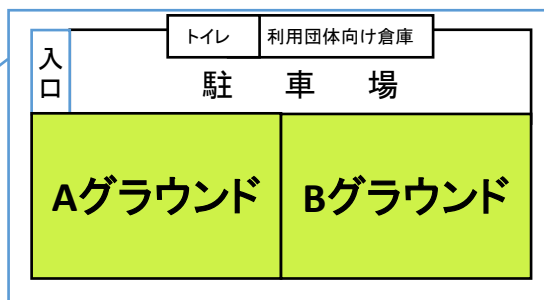 トイレ
利用団体向け倉庫
入口
駐車場
Aグラウンド
Bグラウンド